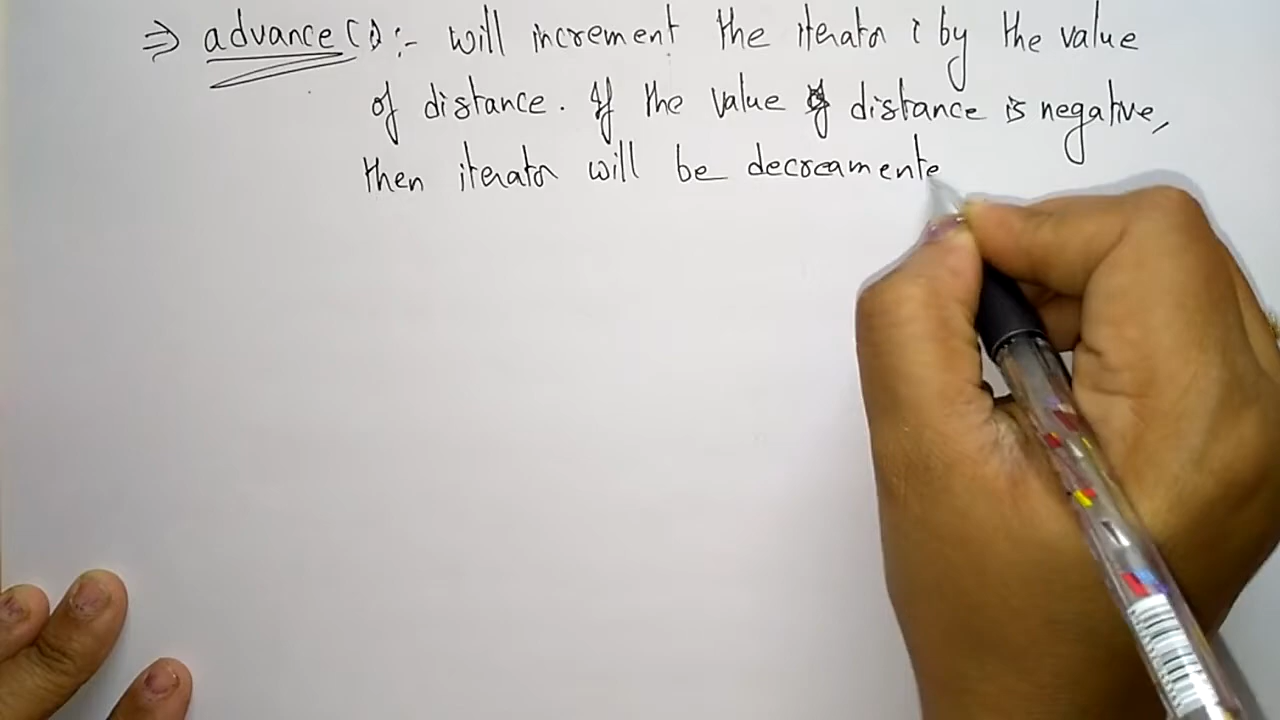 ⇒ advance():- will increment the iterator i by the value
of distance. If the value of distance is negative,
then iterator will be decreamente